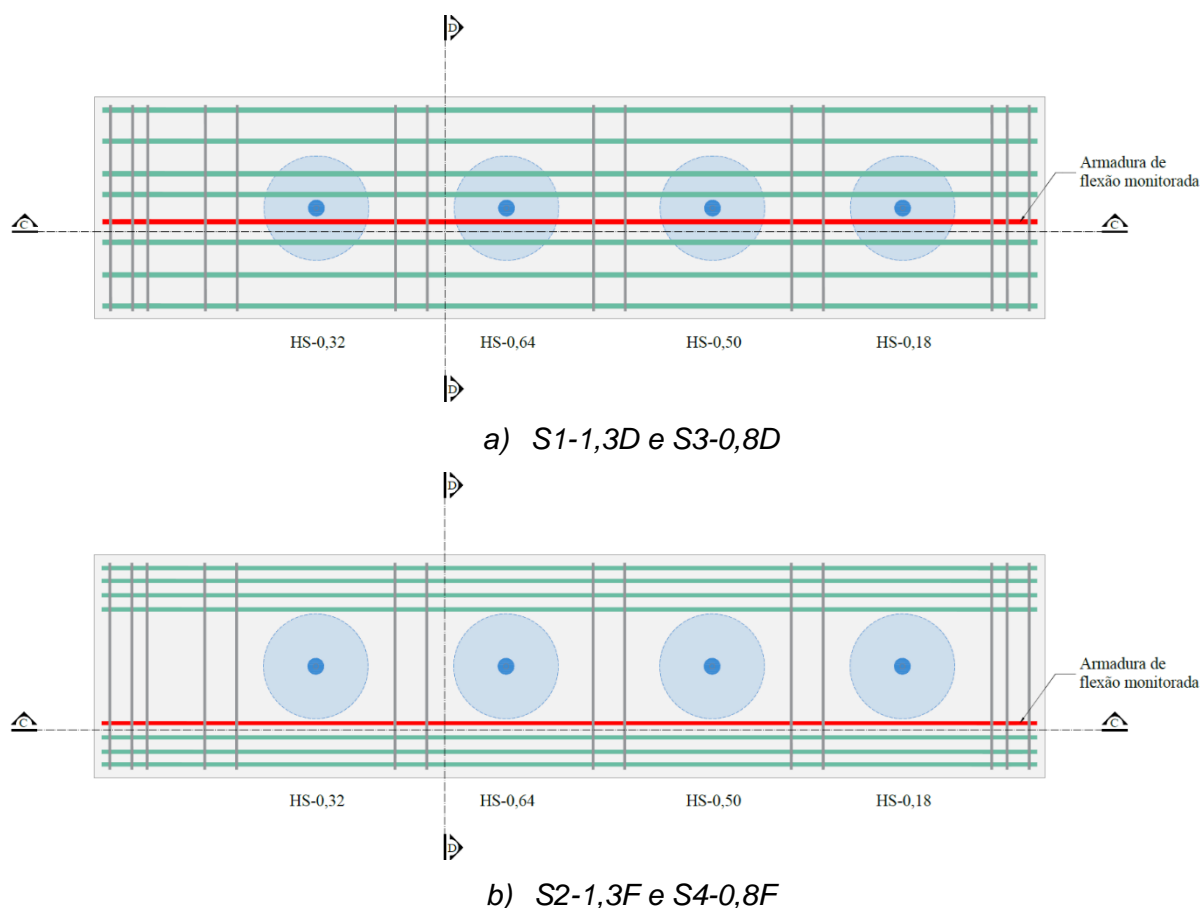 D
Armadura de
flexão monitorada
C
C
HS-0,32 HS-0,64 HS-0,50 HS-0,18
D
a) S1-1,3D e S3-0,8D
D
Armadura de
flexão monitorada
C
C
HS-0,32 HS-0,64 HS-0,50 HS-0,18
D
b) S2-1,3F e S4-0,8F